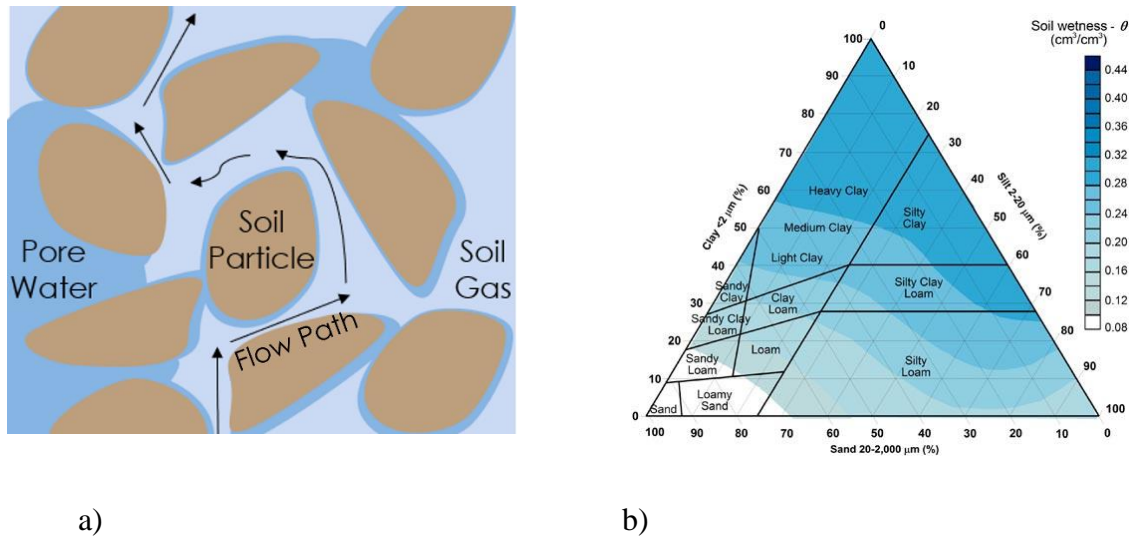 Pore
Water
Soil
Particle
Soil
Gas
Flow Path
a)
Soil wetness - θ
(cm³/cm³)
0.44
0.40
0.36
0.32
0.28
0.24
0.20
0.16
0.12
0.08
Clay <2 μm (%)
100
90
80
70
60
50
40
30
20
10
0
Silt 2-20 μm (%)
0
10
20
30
40
50
60
70
80
90
100
Heavy Clay
Silty
Clay
Medium Clay
Light Clay
Sandy
Clay
Clay
Loam
Silty Clay
Loam
Sandy Clay
Loam
Sandy
Loam
Loam
Silty
Loam
Sand
Loamy
Sand
100 90 80 70 60 50 40 30 20 10 0
Sand 20-2,000 μm (%)
b)